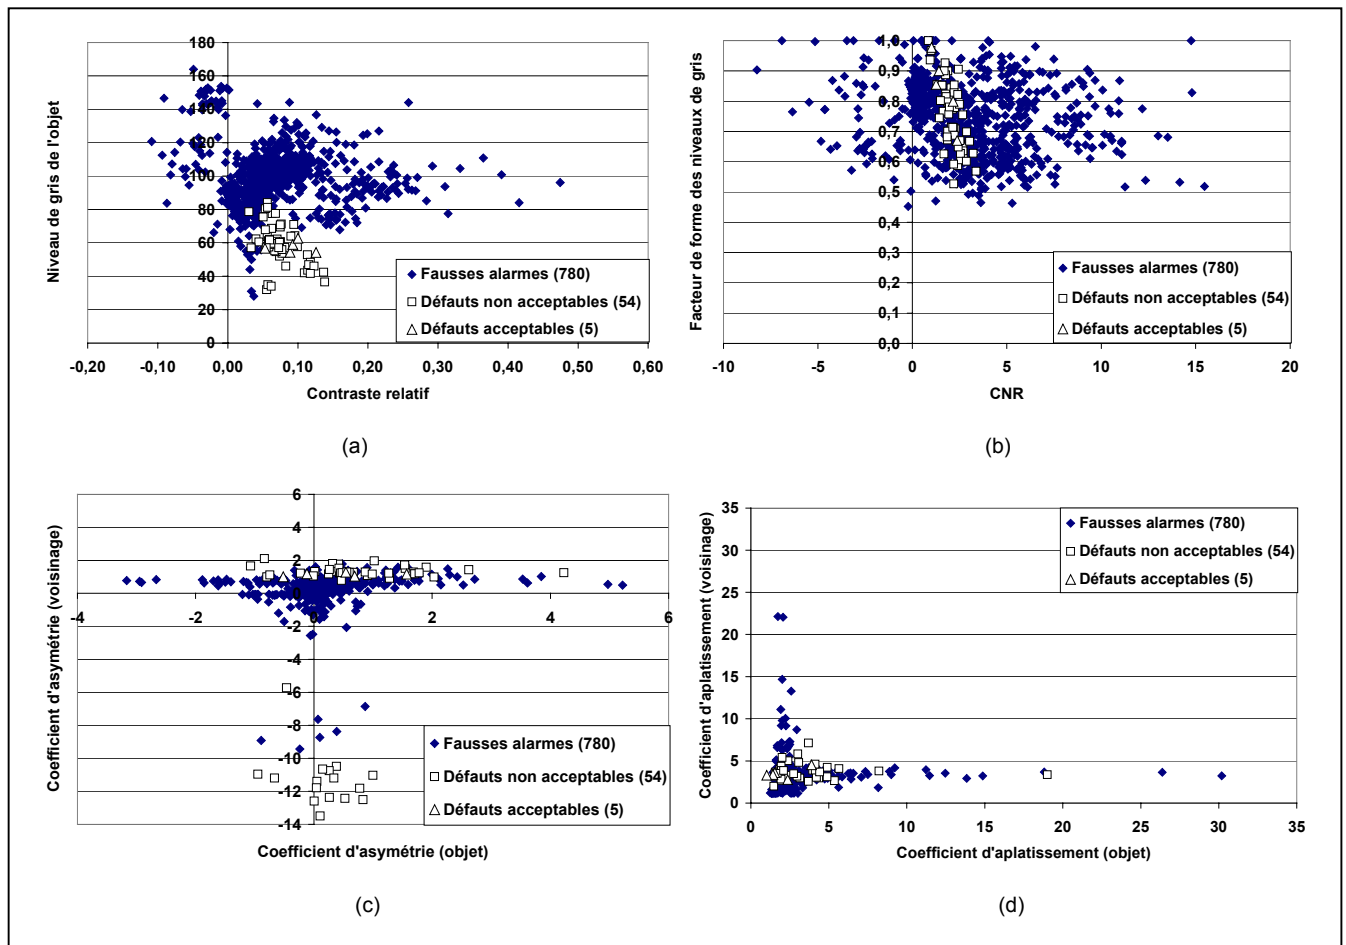 180
160
140
120
100
80
60
40
20
0
-0,20 -0,10 0,00 0,10 0,20 0,30 0,40 0,50 0,60
Niveau de gris de l'objet
Contraste relatif
Fausses alarmes (780)
Défauts non acceptables (54)
Défauts acceptables (5)
(a)
1,0
0,9
0,8
0,7
0,6
0,5
0,4
0,3
0,2
0,1
0,0
-10 -5 0 5 10 15 20
Facteur de forme des niveaux de gris
CNR
Fausses alarmes (780)
Défauts non acceptables (54)
Défauts acceptables (5)
(b)
6
4
2
0
-2
-4
-6
-8
-10
-12
-14
-4 -2 0 2 4 6
Coefficient d'asymétrie (voisinage)
Coefficient d'asymétrie (objet)
Fausses alarmes (780)
Défauts non acceptables (54)
Défauts acceptables (5)
(c)
35
30
25
20
15
10
5
0
0 5 10 15 20 25 30 35
Coefficient d'aplatissement (voisinage)
Coefficient d'aplatissement (objet)
Fausses alarmes (780)
Défauts non acceptables (54)
Défauts acceptables (5)
(d)